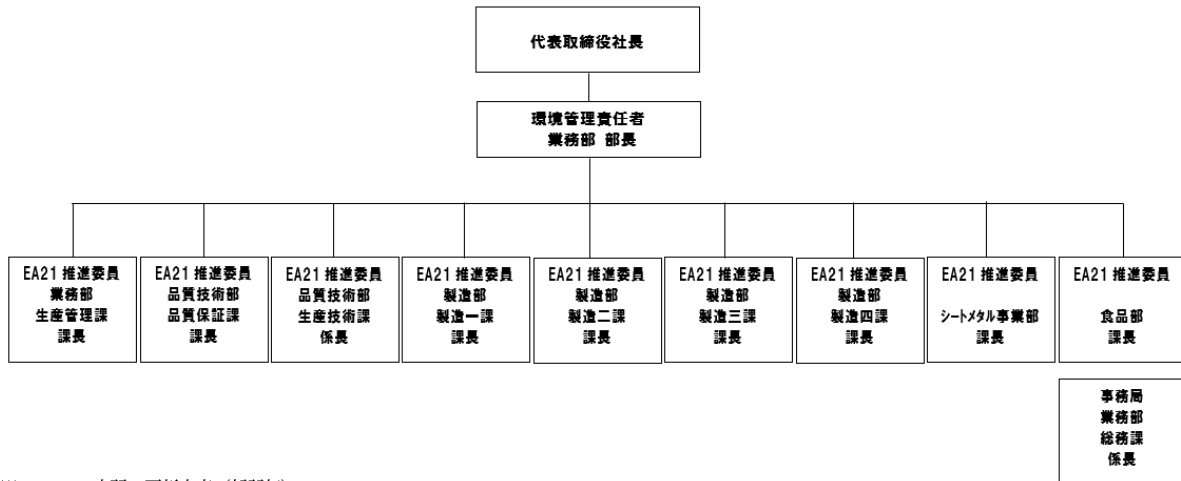 代表取締役社長
環境管理責任者
業務部 部長
EA21 推進委員
業務部
生産管理課
課長
EA21 推進委員
品質技術部
品質保証課
課長
EA21 推進委員
品質技術部
生産技術課
係長
EA21 推進委員
製造部
製造一課
課長
EA21 推進委員
製造部
製造二課
課長
EA21 推進委員
製造部
製造三課
課長
EA21 推進委員
製造部
製造四課
課長
EA21 推進委員
シートメタル事業部
課長
EA21 推進委員
食品部
課長
事務局
業務部
総務課
係長